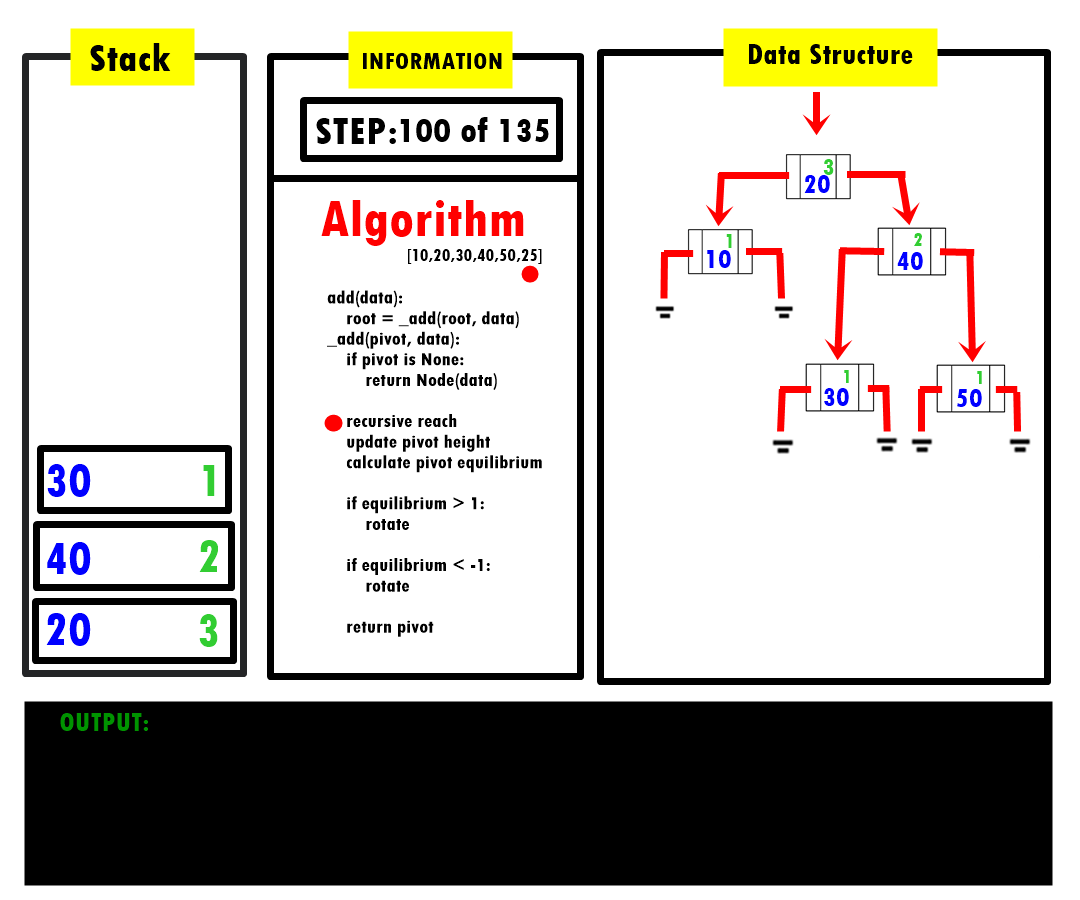 Stack
30 1
40 2
20 3
INFORMATION
STEP:100 of 135
Algorithm
[10,20,30,40,50,25]
add(data):
root = _add(root, data)
_add(pivot, data):
if pivot is None:
return Node(data)
recursive reach
update pivot height
calculate pivot equilibrium
if equilibrium > 1:
rotate
if equilibrium < -1:
rotate
return pivot
Data Structure
3
20
1
10
2
40
1
30
1
50
OUTPUT: